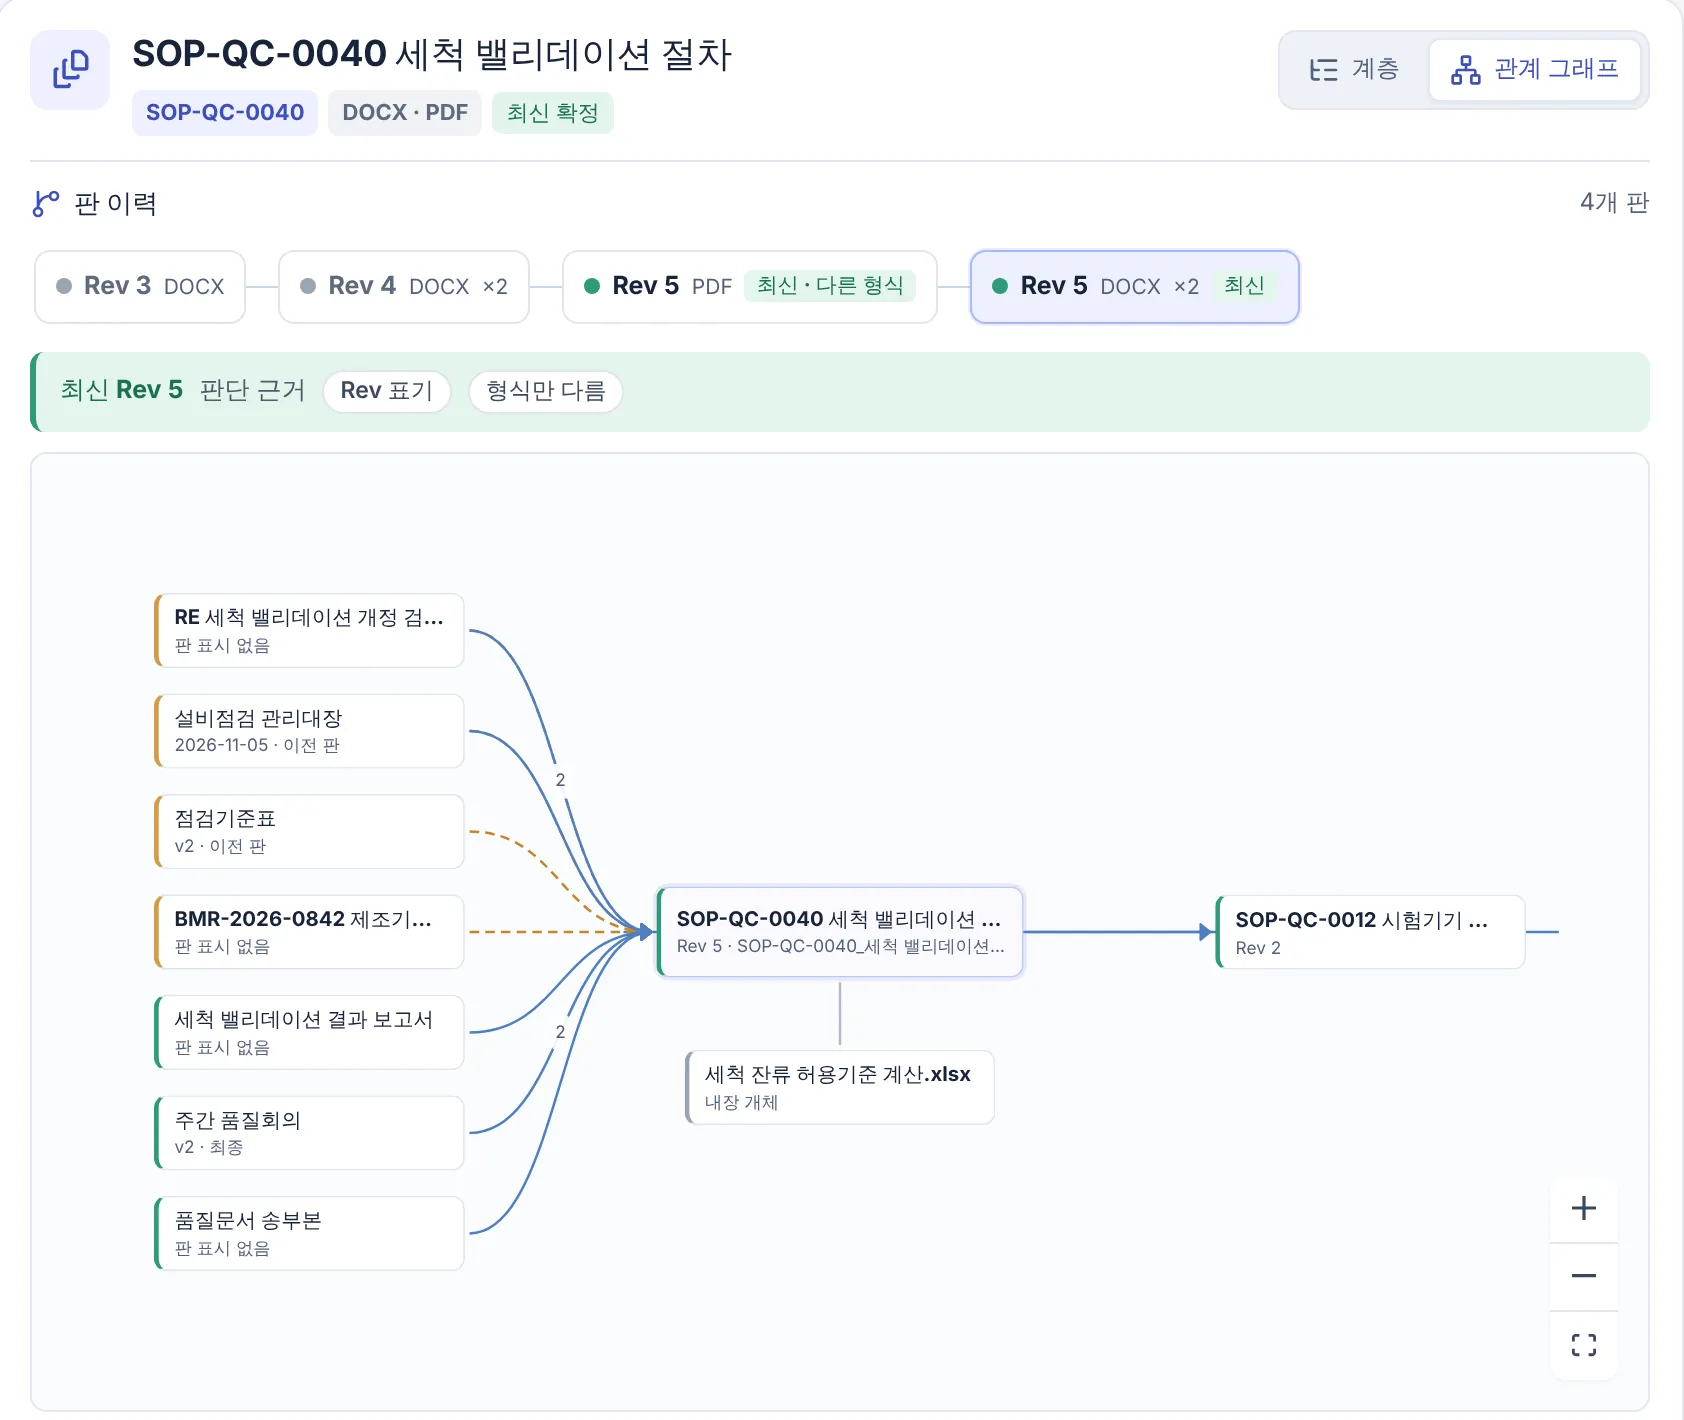 SOP-QC-0040 세척 밸리데이션 절차
계층
관계 그래프
SOP-QC-0040
DOCX · PDF
최신 확정
판 이력
4개 판
Rev 3 DOCX
Rev 4 DOCX ×2
Rev 5 PDF 최신 · 다른 형식
Rev 5 DOCX ×2 최신
최신 Rev 5 판단 근거 Rev 표기 형식만 다름
RE 세척 밸리데이션 개정 검...
판 표시 없음
설비점검 관리대장
2026-11-05 · 이전 판
2
점검기준표
v2 · 이전 판
BMR-2026-0842 제조기...
판 표시 없음
SOP-QC-0040 세척 밸리데이션 ...
Rev 5 · SOP-QC-0040_세척 밸리데이션...
SOP-QC-0012 시험기기 ...
Rev 2
세척 밸리데이션 결과 보고서
판 표시 없음
2
세척 잔류 허용기준 계산.xlsx
내장 개체
주간 품질회의
v2 · 최종
품질문서 송부본
판 표시 없음